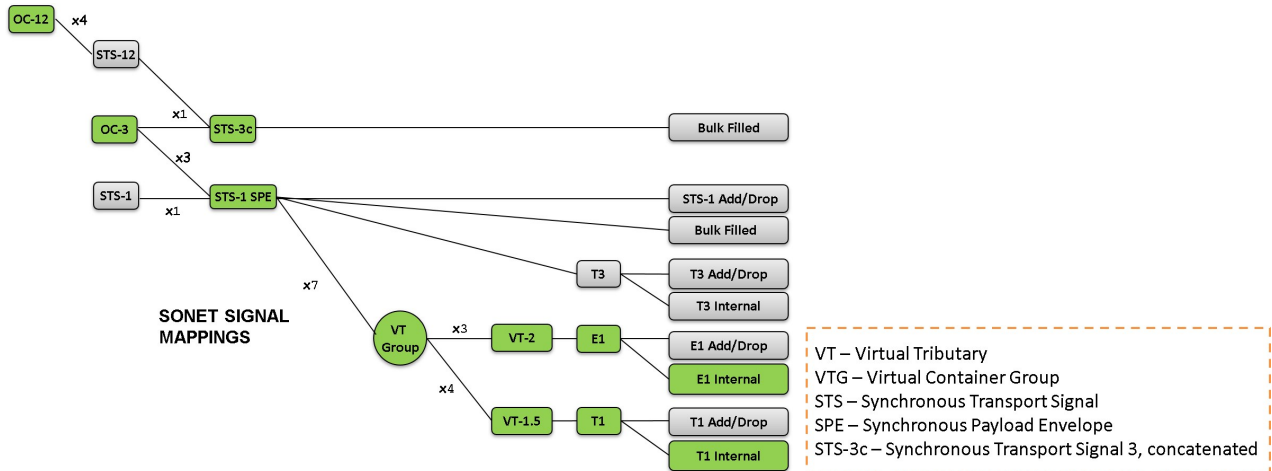 OC-12
x4
STS-12
OC-3
x1
STS-3c
Bulk Filled
x3
STS-1
x1
STS-1 SPE
STS-1 Add/Drop
Bulk Filled
T3
T3 Add/Drop
T3 Internal
x7
SONET SIGNAL
MAPPINGS
VT
Group
x3
VT-2
E1
E1 Add/Drop
E1 Internal
x4
VT-1.5
T1
T1 Add/Drop
T1 Internal
VT – Virtual Tributary
VTG – Virtual Container Group
STS – Synchronous Transport Signal
SPE – Synchronous Payload Envelope
STS-3c – Synchronous Transport Signal 3, concatenated